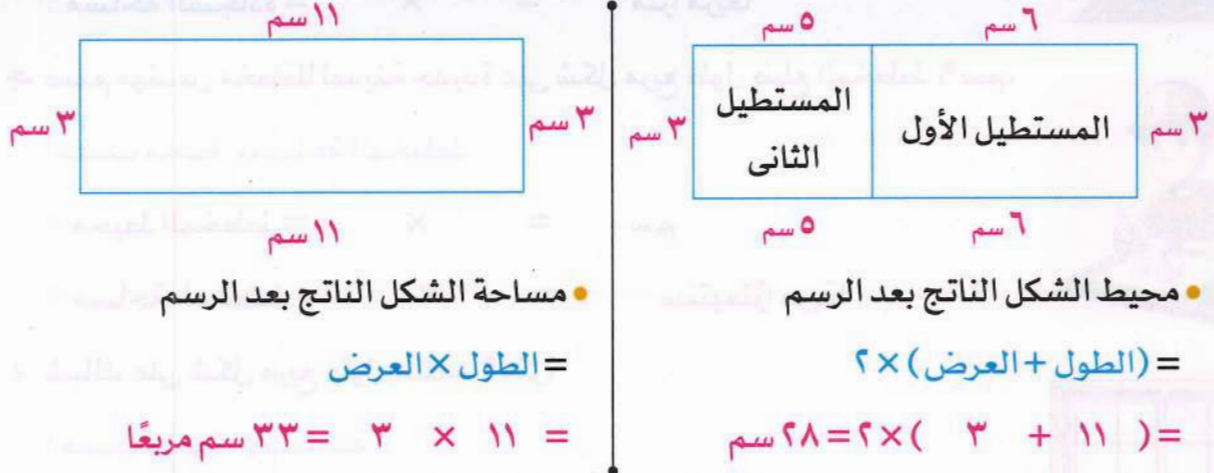 ٦ سم
٥ سم
٣ سم
المستطيل الأول
المستطيل
الثانى
٣ سم
٦ سم
٥ سم
• محيط الشكل الناتج بعد الرسم
= (الطول + العرض) × ٢
= ( ١١ + ٣ ) × ٢ = ٢٨ سم
١١ سم
٣ سم
٣ سم
١١ سم
• مساحة الشكل الناتج بعد الرسم
= الطول × العرض
= ١١ × ٣ = ٣٣ سم مربعًا